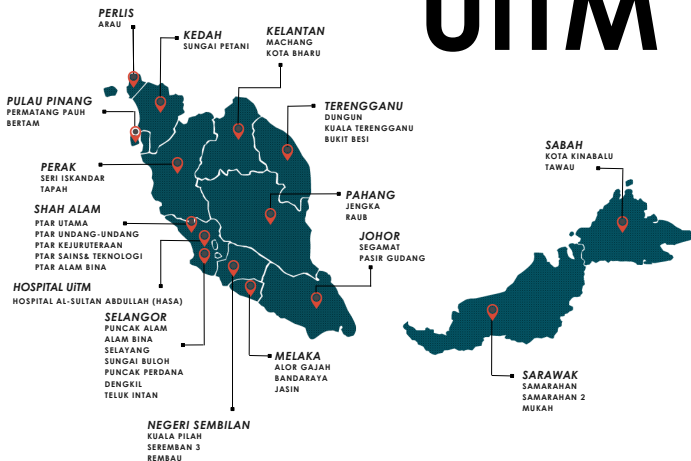 UiTM
PERLIS
ARAU
KEDAH
SUNGAI PETANI
KELANTAN
MACHANG
KOTA BHARU
PULAU PINANG
PERMATANG PAUH
BERTAM
TERENGGANU
DUNGUN
KUALA TERENGGANU
BUKIT BESI
SABAH
KOTA KINABALU
TAWAU
PERAK
SERI ISKANDAR
TAPAH
PAHANG
JENGKA
RAUB
SHAH ALAM
PTAR UTAMA
PTAR UNDANG-UNDANG
PTAR KEJURUTERAAN
PTAR SAINS& TEKNOLOGI
PTAR ALAM BINA
JOHOR
SEGAMAT
PASIR GUDANG
HOSPITAL UiTM
HOSPITAL AL-SULTAN ABDULLAH (HASA)
SELANGOR
PUNCAK ALAM
ALAM BINA
SELAYANG
SUNGAI BULOH
PUNCAK PERDANA
DENGKIL
TELUK INTAN
MELAKA
ALOR GAJAH
BANDARAYA
JASIN
SARAWAK
SAMARAHAN
SAMARAHAN 2
MUKAH
NEGERI SEMBILAN
KUALA PILAH
SEREMBAN 3
REMBAU